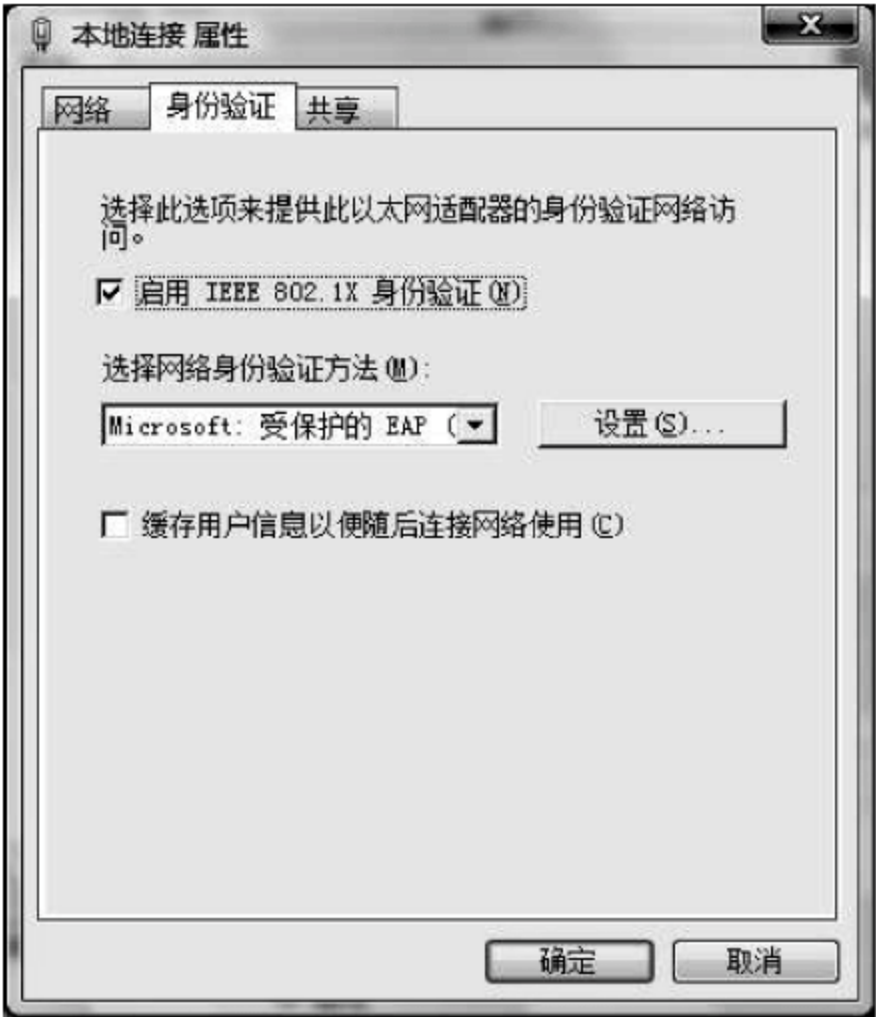 本地连接 属性
网络 身份验证 共享
选择此选项来提供此以太网适配器的身份验证网络访
问。
启用 IEEE 802.1X 身份验证(N)
选择网络身份验证方法(M):
Microsoft: 受保护的 EAP ( 设置(S)...
缓存用户信息以便随后连接网络使用(C)
确定 取消